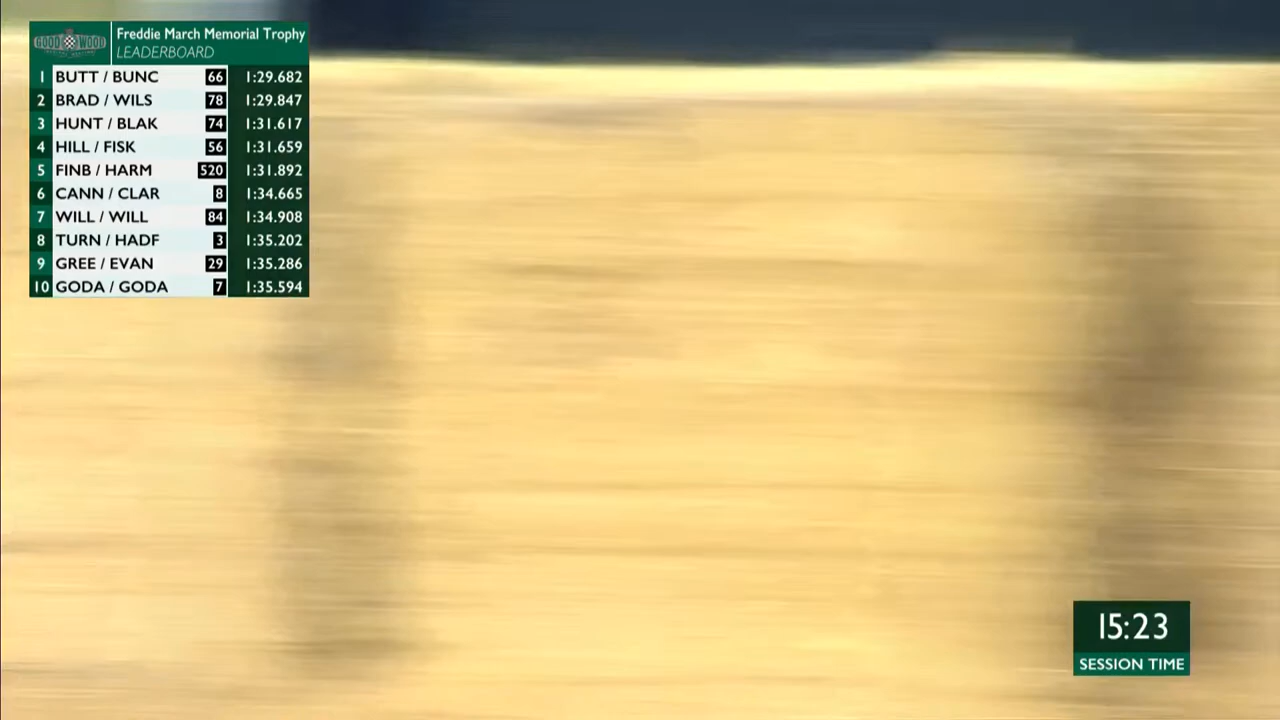 GOODWOOD
Freddie March Memorial Trophy
LEADERBOARD
1 BUTT / BUNC 66 1:29.682
2 BRAD / WILS 78 1:29.847
3 HUNT / BLAK 74 1:31.617
4 HILL / FISK 56 1:31.659
5 FINB / HARM 520 1:31.892
6 CANN / CLAR 8 1:34.665
7 WILL / WILL 84 1:34.908
8 TURN / HADF 3 1:35.202
9 GREE / EVAN 29 1:35.286
10 GODA / GODA 7 1:35.594
15:23
SESSION TIME